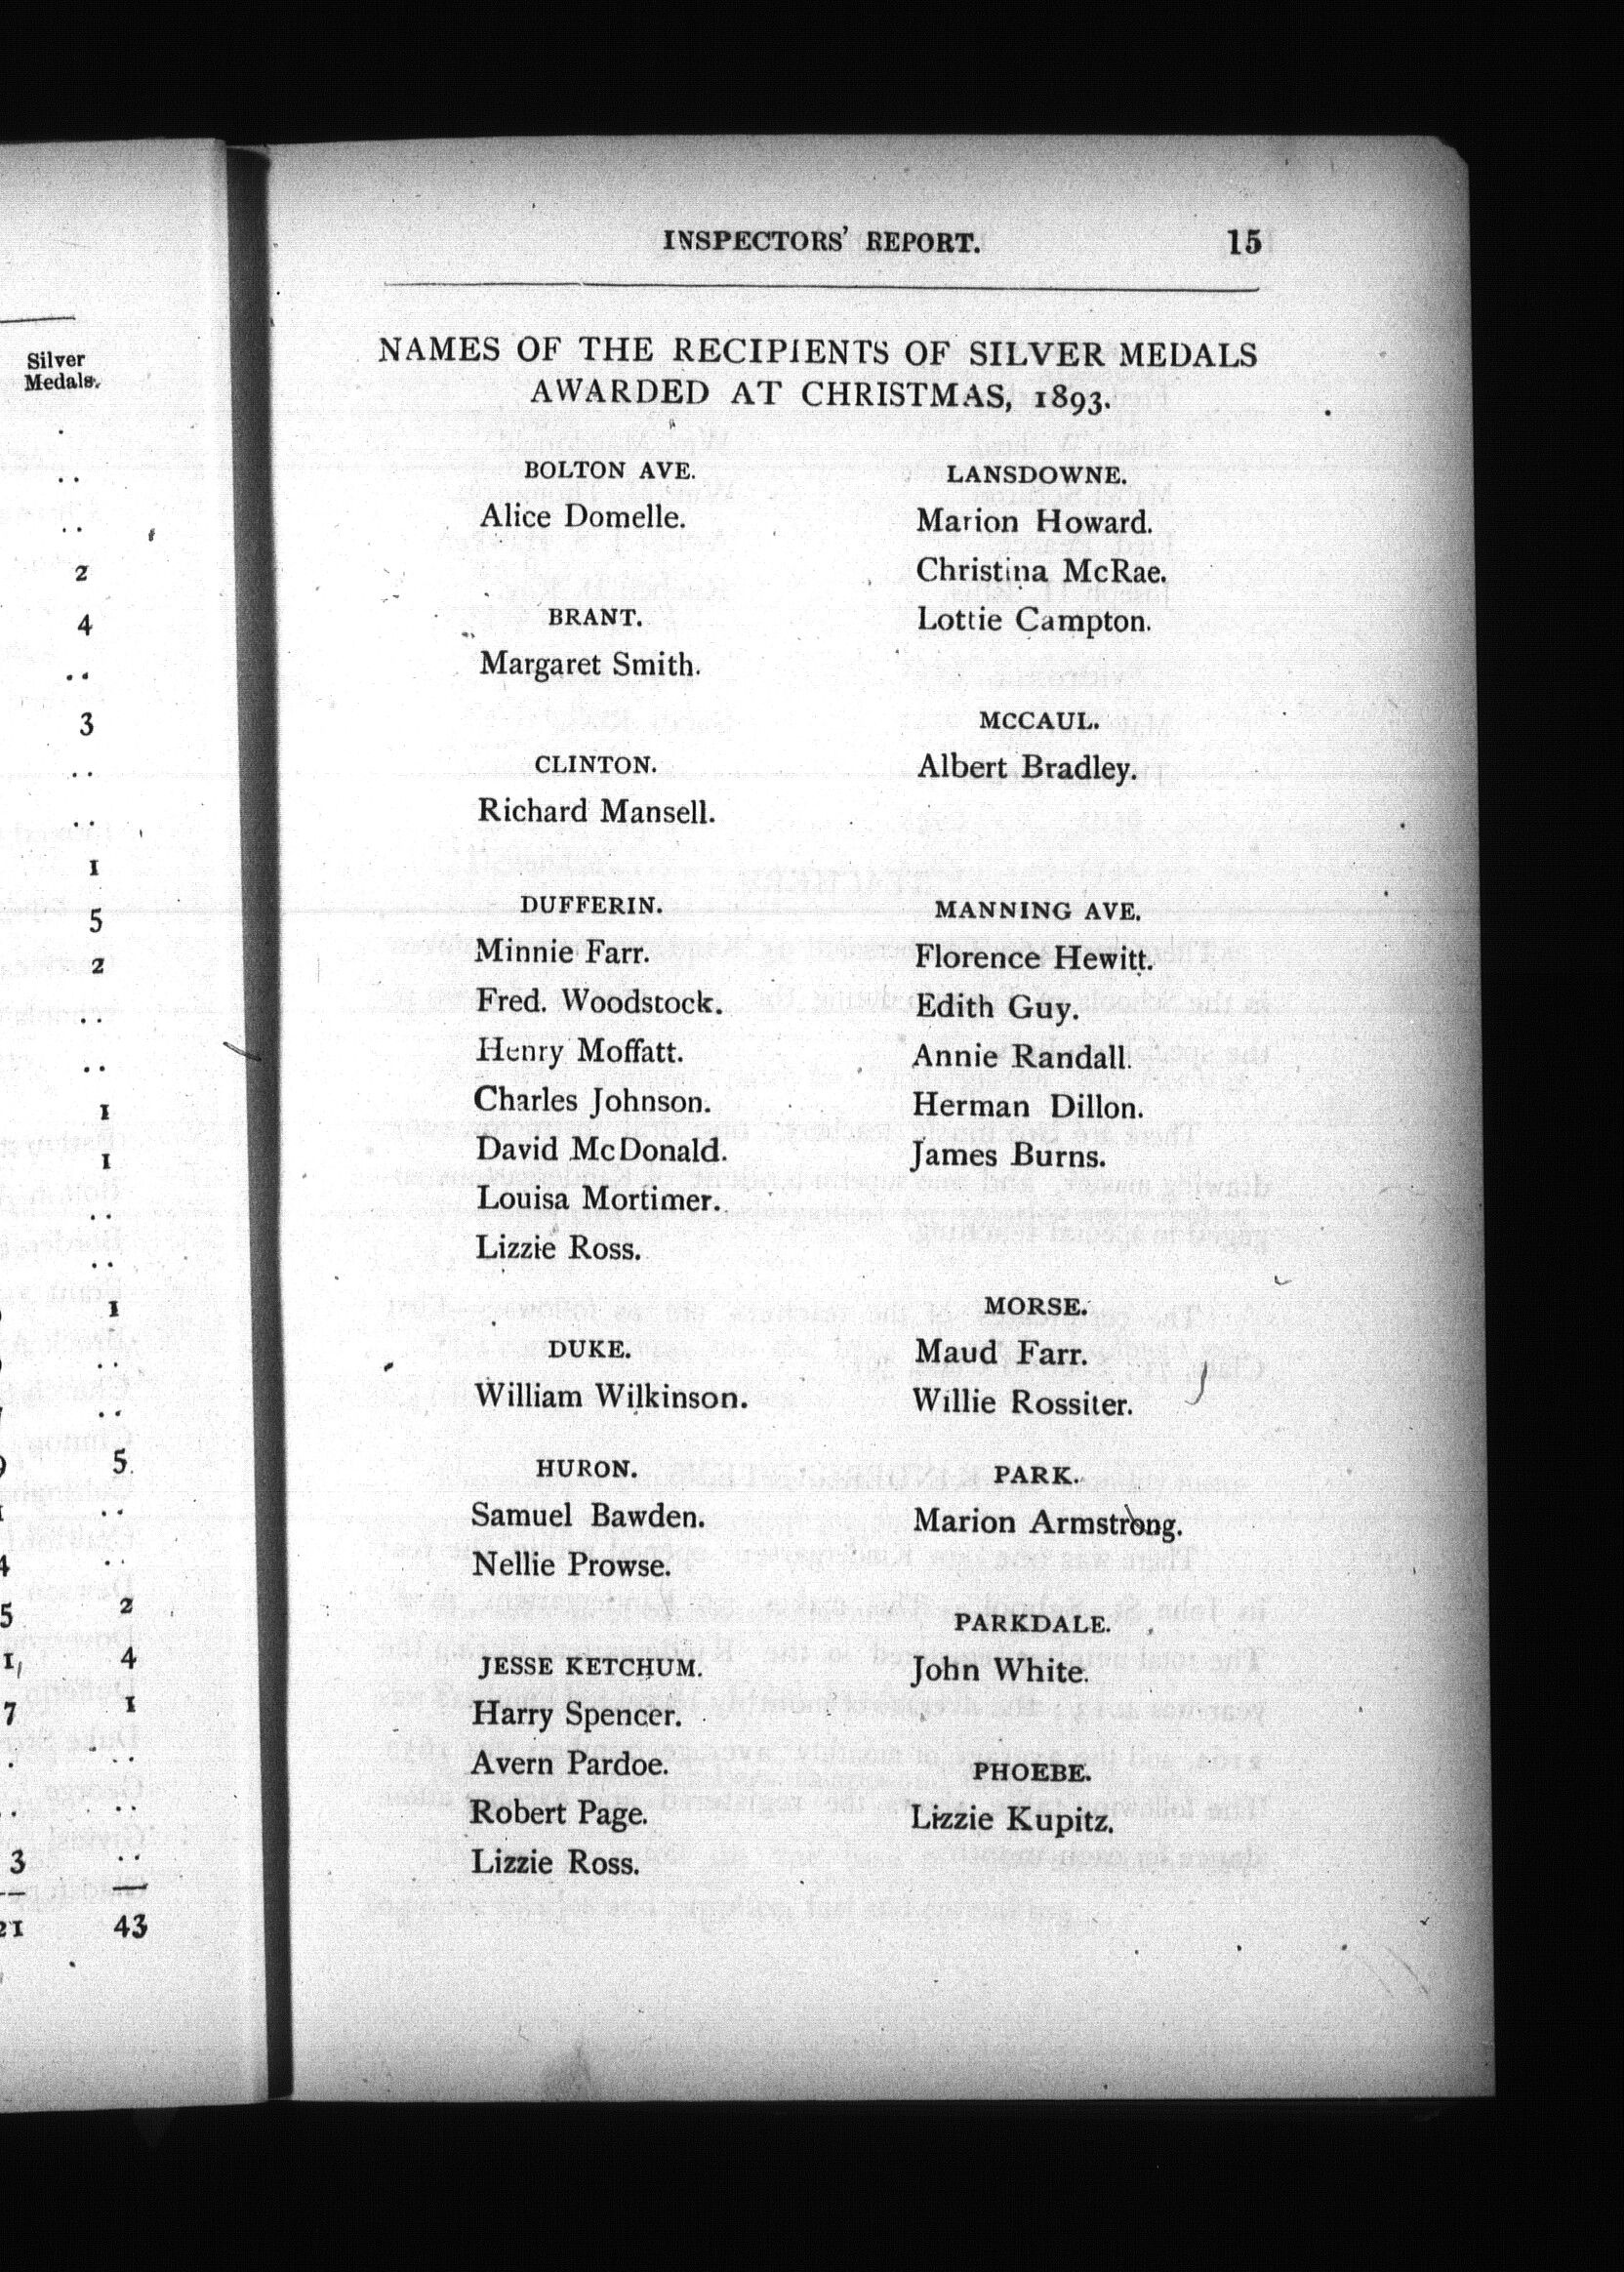 Silver
Medals.
..
..
2
4
..
3
..
..
1
5
2
..
..
1
1
..
..
1
..
..
5
..
4
..
5 2
1, 4
7 1
. ..
.. ..
3 ..
21 43
INSPECTORS' REPORT. 15
NAMES OF THE RECIPIENTS OF SILVER MEDALS
AWARDED AT CHRISTMAS, 1893.
BOLTON AVE.
Alice Domelle.
BRANT.
Margaret Smith.
CLINTON.
Richard Mansell.
DUFFERIN.
Minnie Farr.
Fred. Woodstock.
Henry Moffatt.
Charles Johnson.
David McDonald.
Louisa Mortimer.
Lizzie Ross.
DUKE.
William Wilkinson.
HURON.
Samuel Bawden.
Nellie Prowse.
JESSE KETCHUM.
Harry Spencer.
Avern Pardoe.
Robert Page.
Lizzie Ross.
LANSDOWNE.
Marion Howard.
Christina McRae.
Lottie Campton.
MCCAUL.
Albert Bradley.
MANNING AVE.
Florence Hewitt.
Edith Guy.
Annie Randall.
Herman Dillon.
James Burns.
MORSE.
Maud Farr.
Willie Rossiter.
PARK.
Marion Armstrong.
PARKDALE.
John White.
PHOEBE.
Lizzie Kupitz.